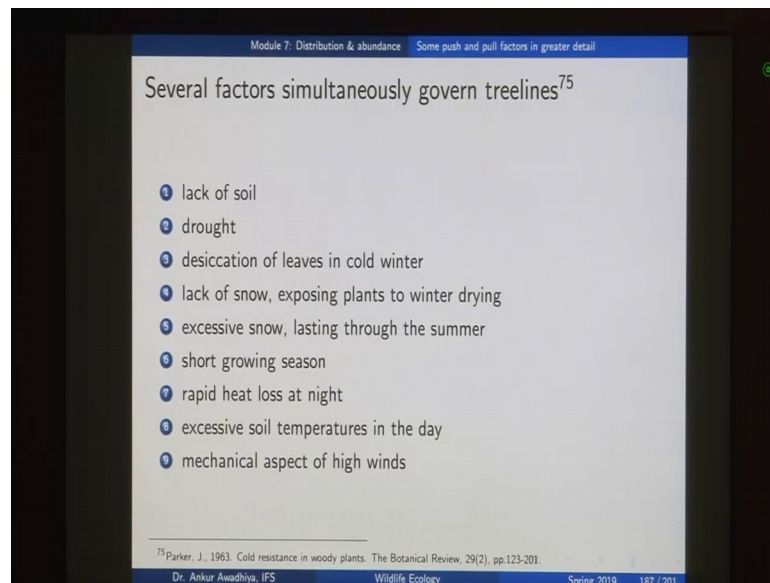 Module 7: Distribution & abundance Some push and pull factors in greater detail
Several factors simultaneously govern treelines75
1 lack of soil
2 drought
3 desiccation of leaves in cold winter
4 lack of snow, exposing plants to winter drying
5 excessive snow, lasting through the summer
6 short growing season
7 rapid heat loss at night
8 excessive soil temperatures in the day
9 mechanical aspect of high winds
75Parker, J., 1963. Cold resistance in woody plants. The Botanical Review, 29(2), pp.123-201.
Dr. Ankur Awadhiya, IFS Wildlife Ecology Spring 2019 187 / 201